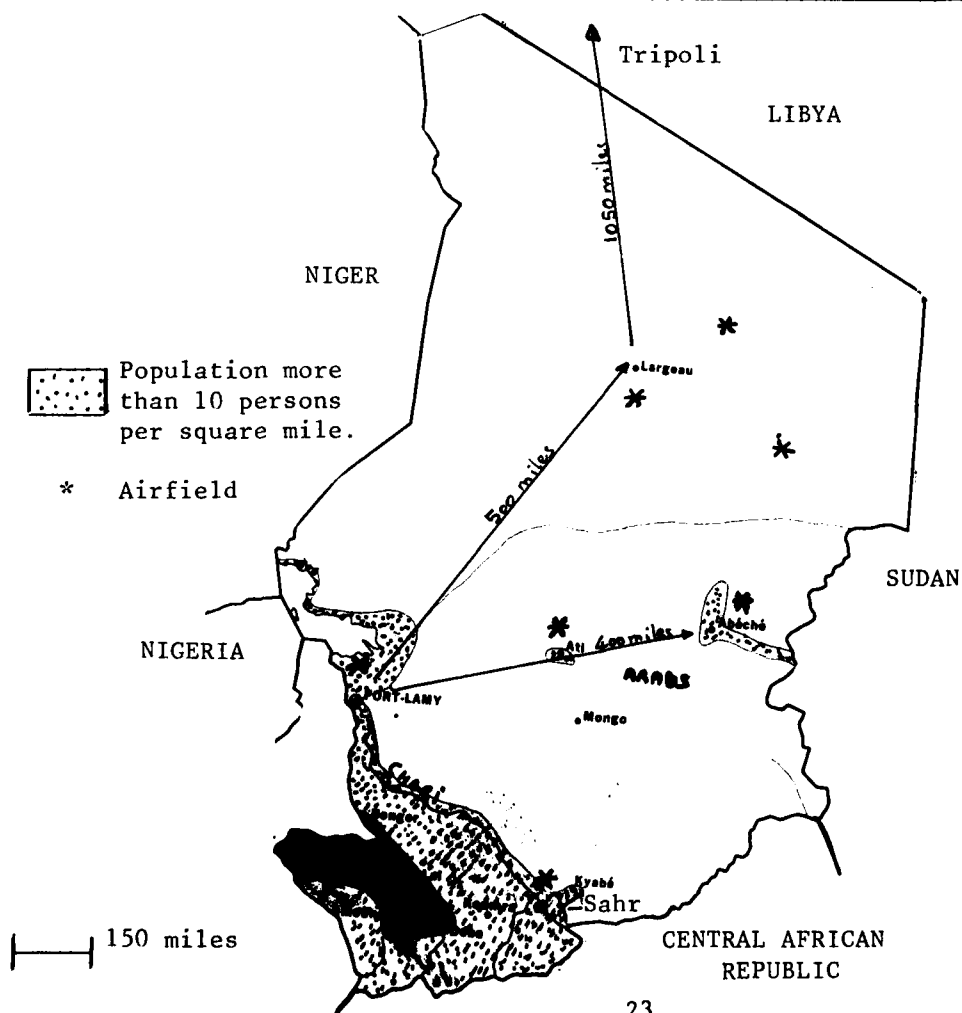 Tripoli
LIBYA
1050 miles
NIGER
Largeau
Population more
than 10 persons
per square mile.
* Airfield
500 miles
SUDAN
Abéché
NIGERIA
Ati
400 miles
ARABS
FORT-LAMY
Mongo
CHARI
Kyabé
Sahr
150 miles
CENTRAL AFRICAN
REPUBLIC
23